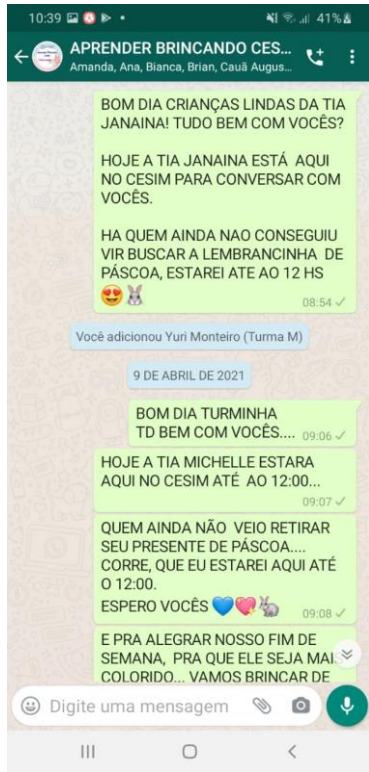 10:39
41%
APRENDER BRINCANDO CES...
Amanda, Ana, Bianca, Brian, Cauã Augus...
BOM DIA CRIANÇAS LINDAS DA TIA
JANAINA! TUDO BEM COM VOCÊS?
HOJE A TIA JANAINA ESTÁ AQUI
NO CESIM PARA CONVERSAR COM
VOCÊS.
HA QUEM AINDA NAO CONSEGUIU
VIR BUSCAR A LEMBRANCINHA DE
PÁSCOA, ESTAREI ATE AO 12 HS
😍🐰
08:54
Você adicionou Yuri Monteiro (Turma M)
9 DE ABRIL DE 2021
BOM DIA TURMINHA
TD BEM COM VOCÊS.... 09:06
HOJE A TIA MICHELLE ESTARA
AQUI NO CESIM ATÉ AO 12:00...
09:07
QUEM AINDA NÃO VEIO RETIRAR
SEU PRESENTE DE PÁSCOA....
CORRE, QUE EU ESTAREI AQUI ATÉ
O 12:00.
ESPERO VOCÊS 💙💖🐇 09:08
E PRA ALEGRAR NOSSO FIM DE
SEMANA, PRA QUE ELE SEJA MAIS
COLORIDO... VAMOS BRINCAR DE
Digite uma mensagem